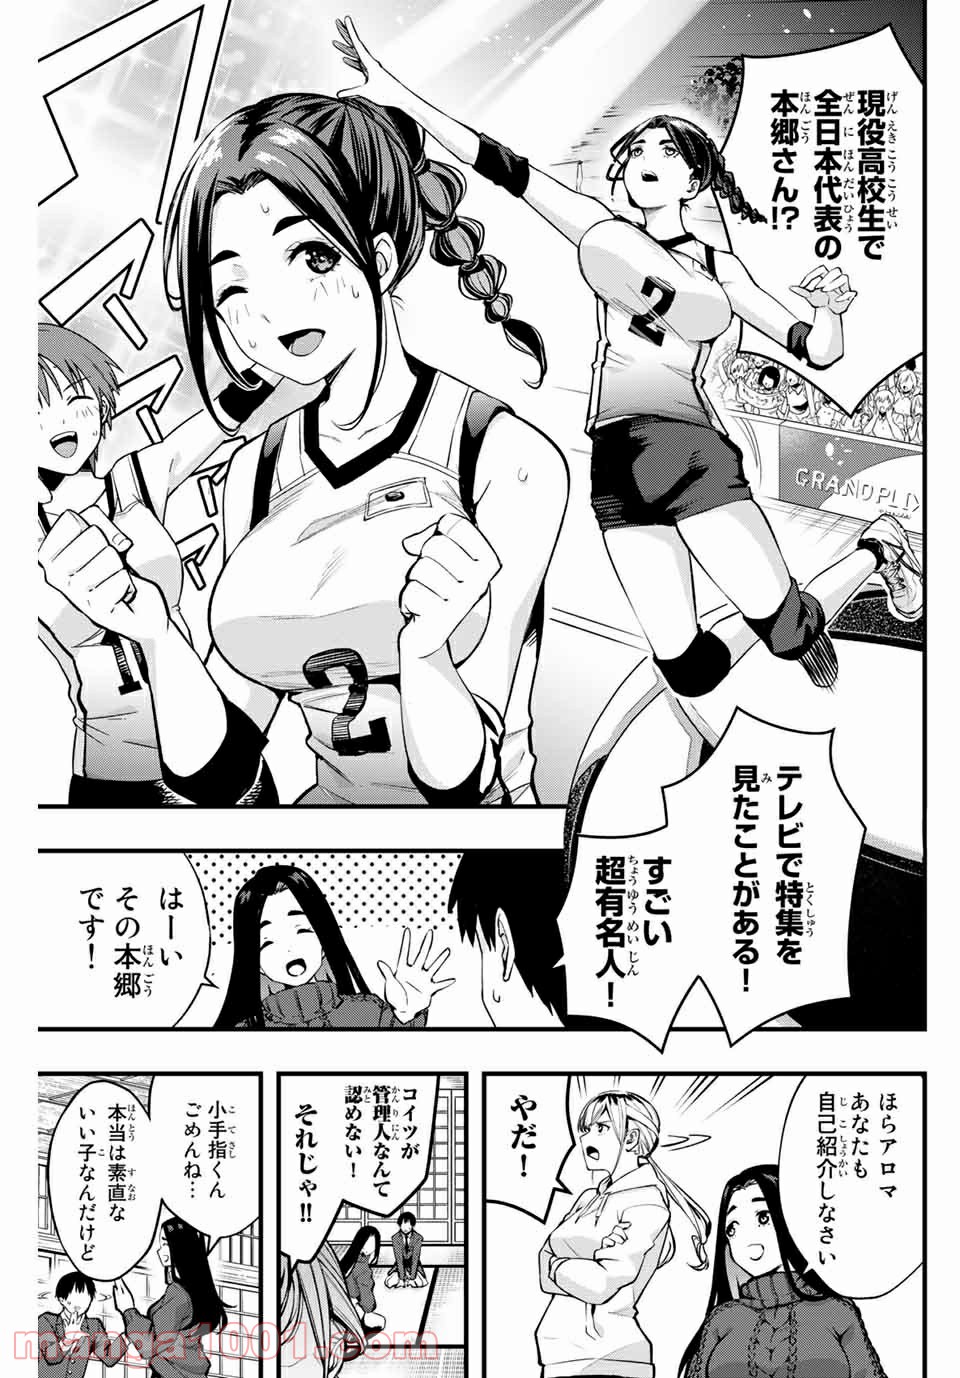 現役高校生で
全日本代表の
本郷さん!?
2
2
1
GRANDPLIX
テレビで特集を
見たことがある！
すごい
超有名人！
はーい
その本郷
です！
ほらアロマ
あなたも
自己紹介しなさい
やだ！
コイツが
管理人なんて
認めない！
それじゃ!!
小手指くん
ごめんね…
本当は素直な
いい子なんだけど
manga1001.com